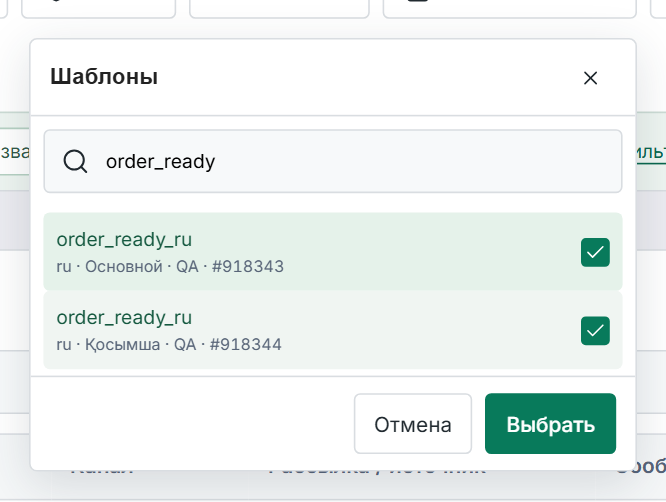 Шаблоны
order_ready
order_ready_ru
ru · Основной · QA · #918343
order_ready_ru
ru · Қосымша · QA · #918344
Отмена
Выбрать